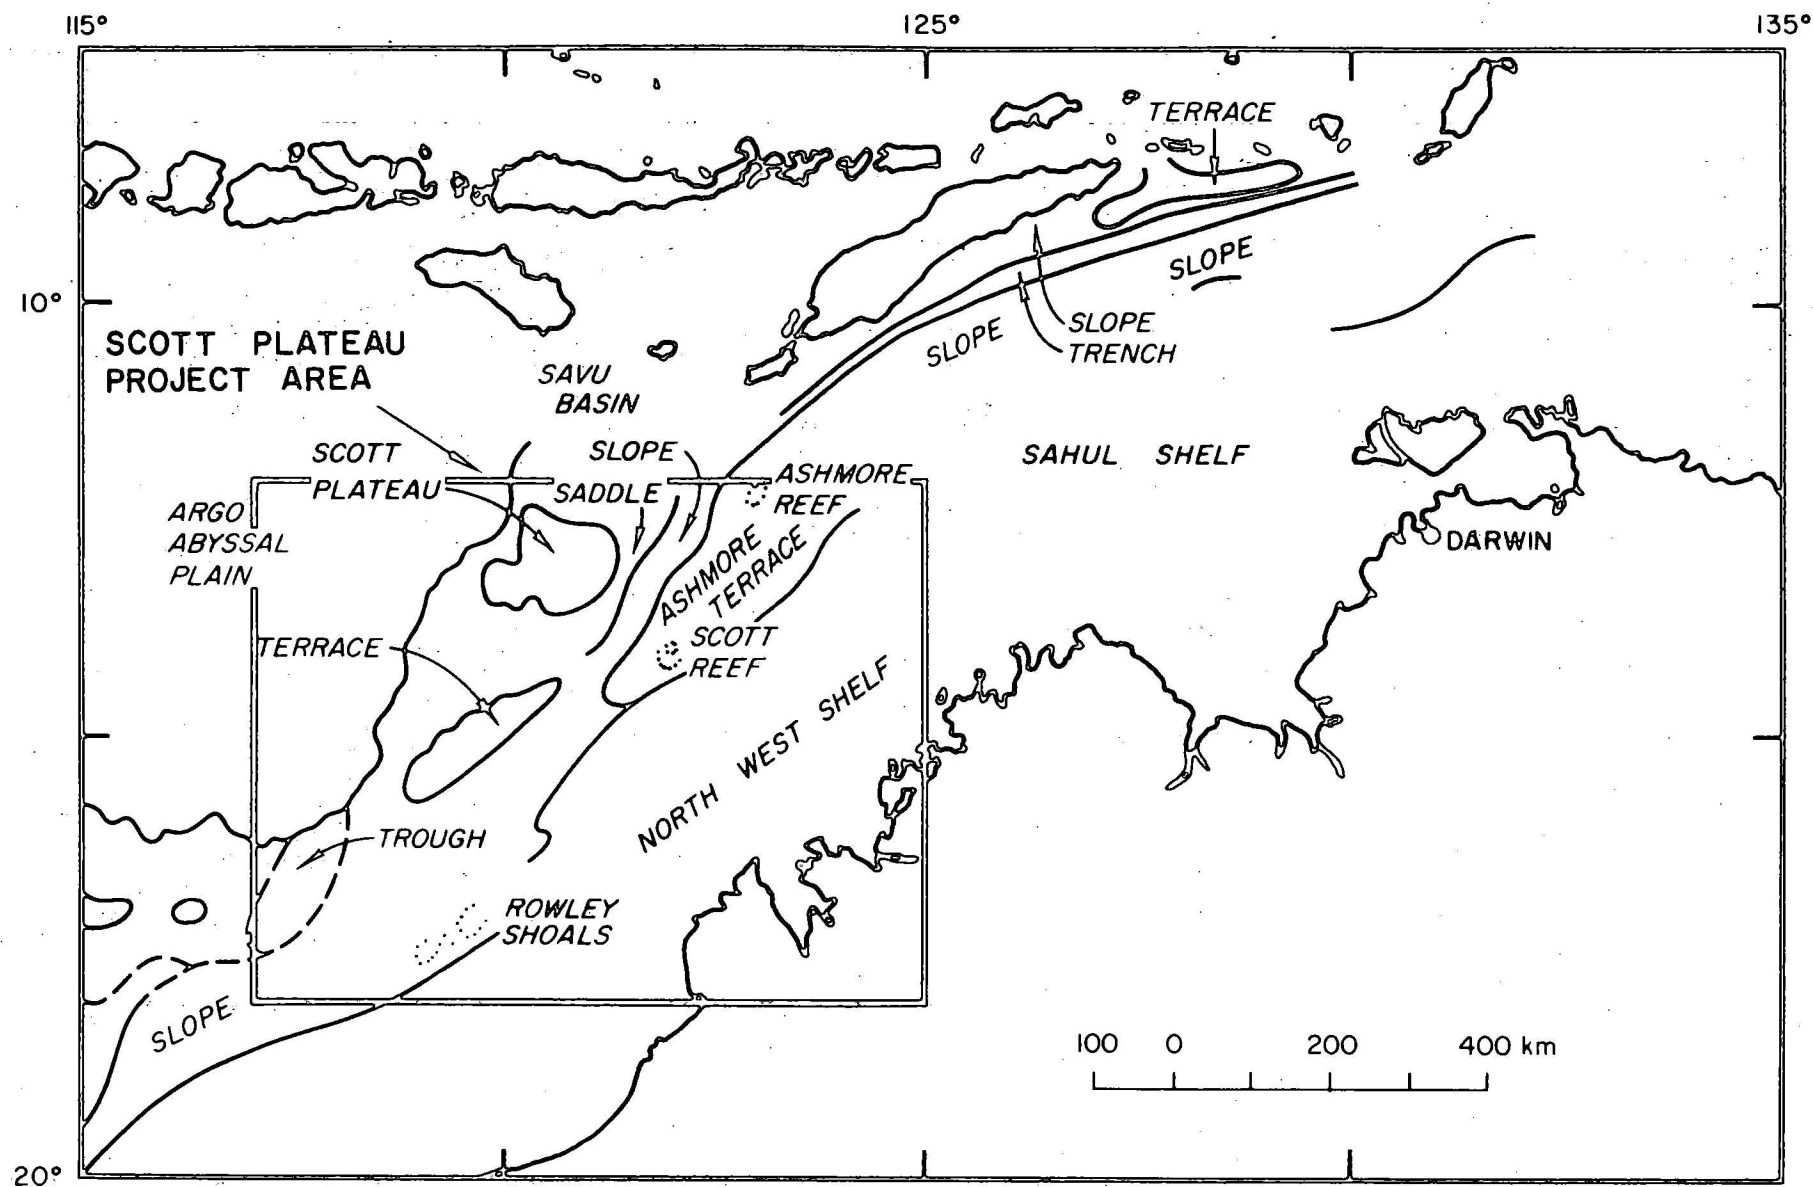 115°
125°
135°
TERRACE
10°
SLOPE
SCOTT PLATEAU
PROJECT AREA
SLOPE
SLOPE
TRENCH
SAVU
BASIN
SCOTT
PLATEAU
SLOPE
SADDLE
ASHMORE
REEF
SAHUL SHELF
ARGO
ABYSSAL
PLAIN
ASHMORE
TERRACE
DARWIN
TERRACE
SCOTT
REEF
NORTH WEST SHELF
TROUGH
ROWLEY
SHOALS
SLOPE
100 0 200 400 km
20°